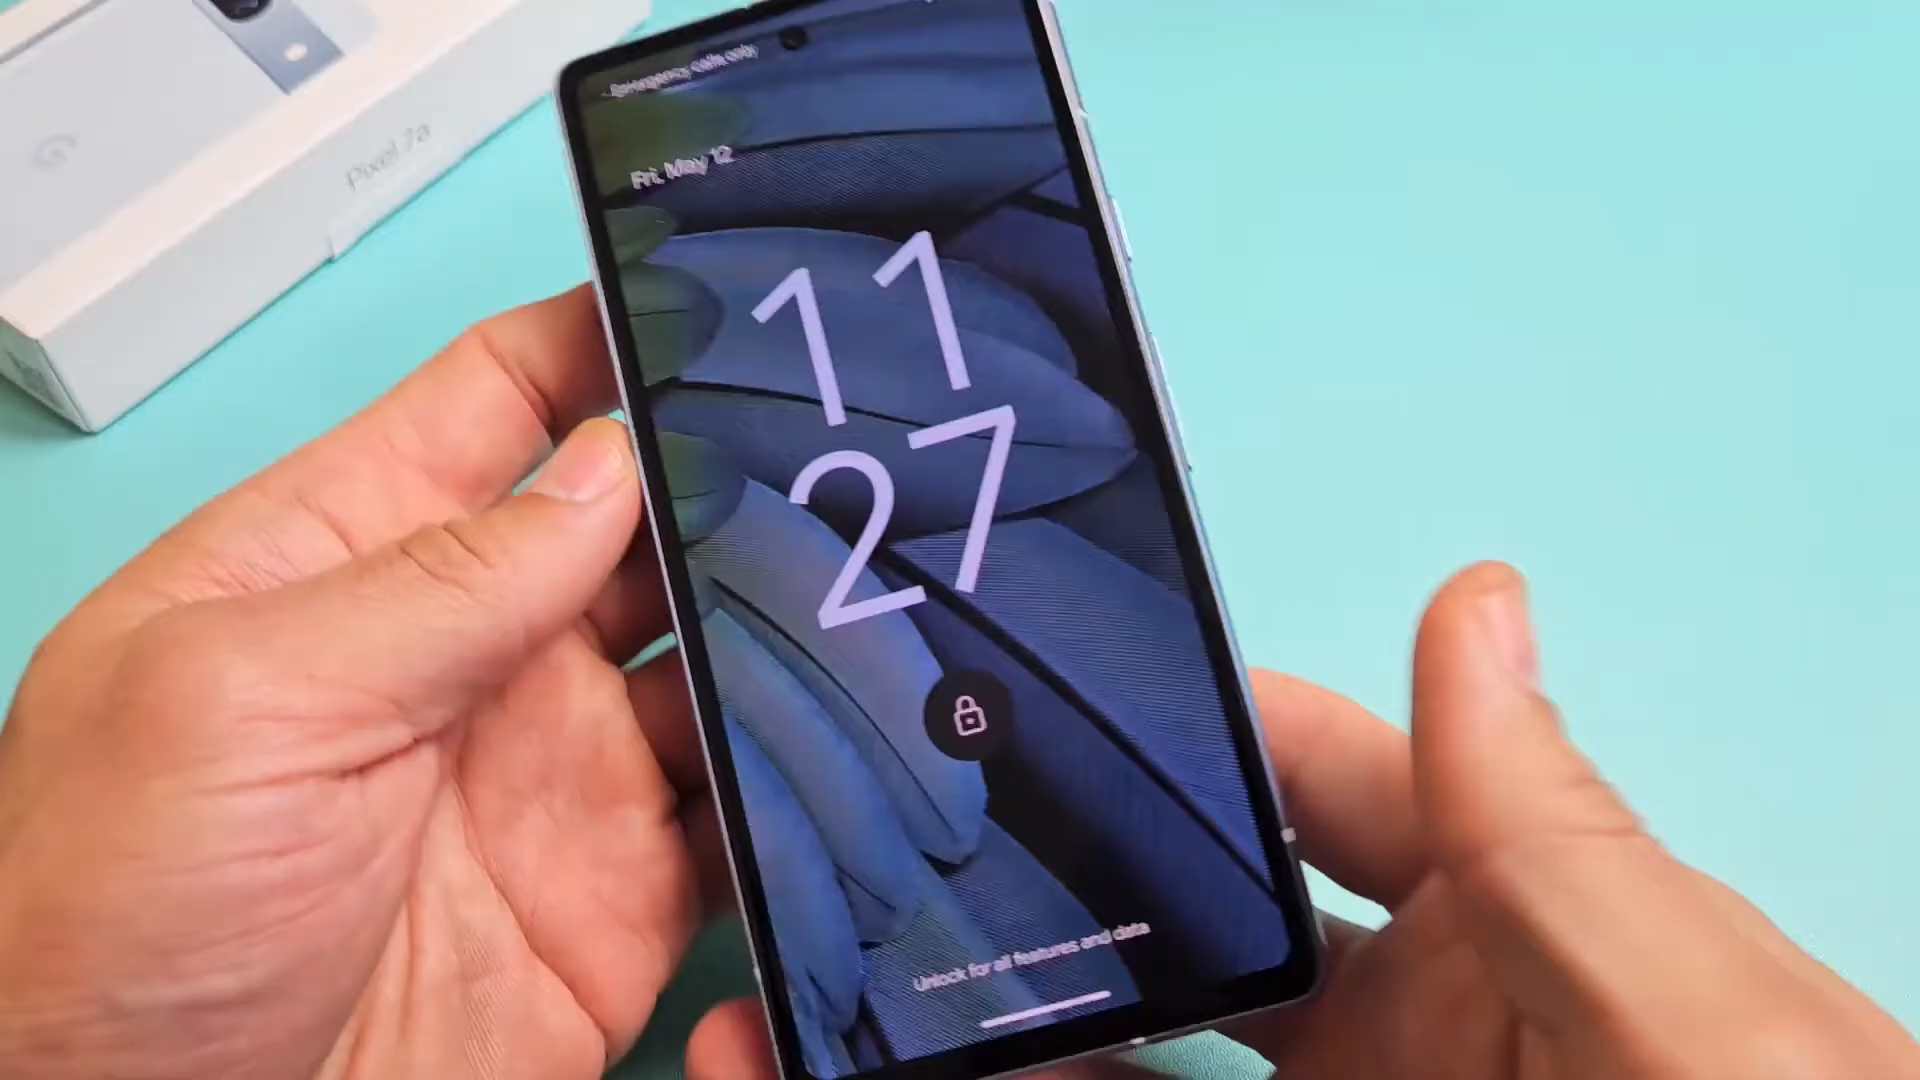 Emergency calls only
Pixel 7a
Fri, May 12
11
27
Unlock for all features and data